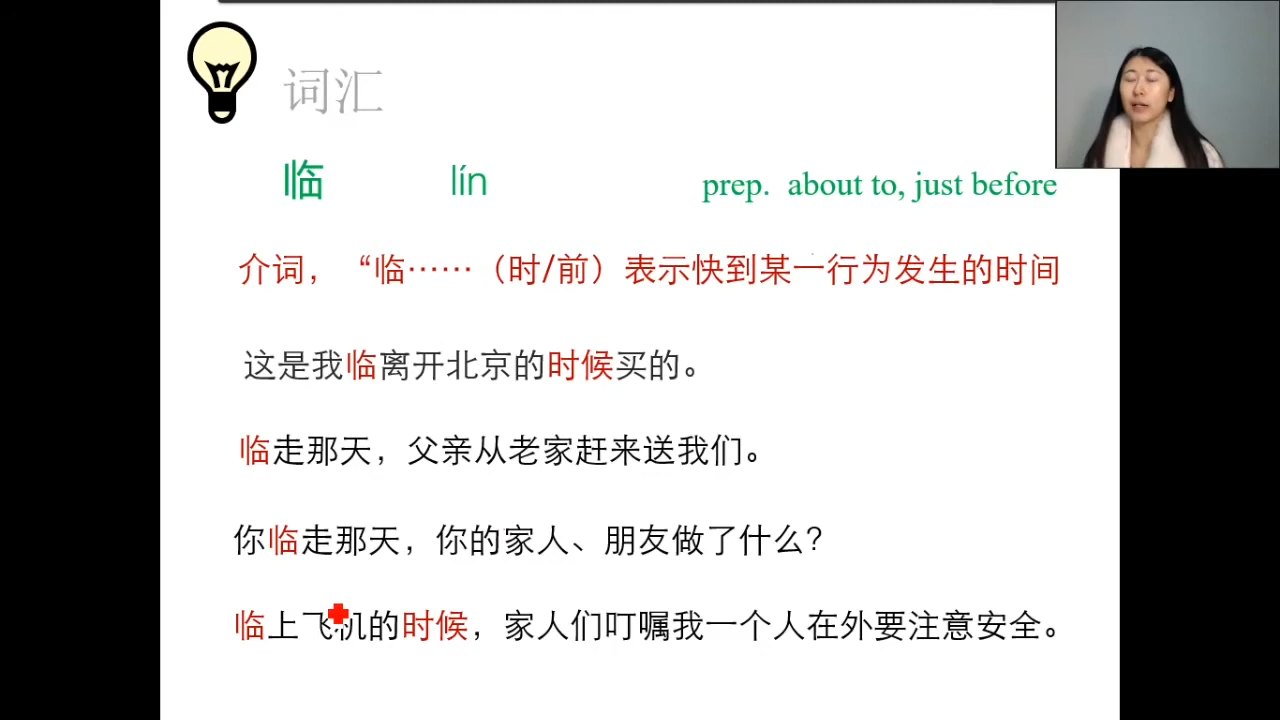 词汇
临 lín prep. about to, just before
介词，“临……（时/前）表示快到某一行为发生的时间
这是我临离开北京的时候买的。
临走那天，父亲从老家赶来送我们。
你临走那天，你的家人、朋友做了什么？
临上飞机的时候，家人们叮嘱我一个人在外要注意安全。